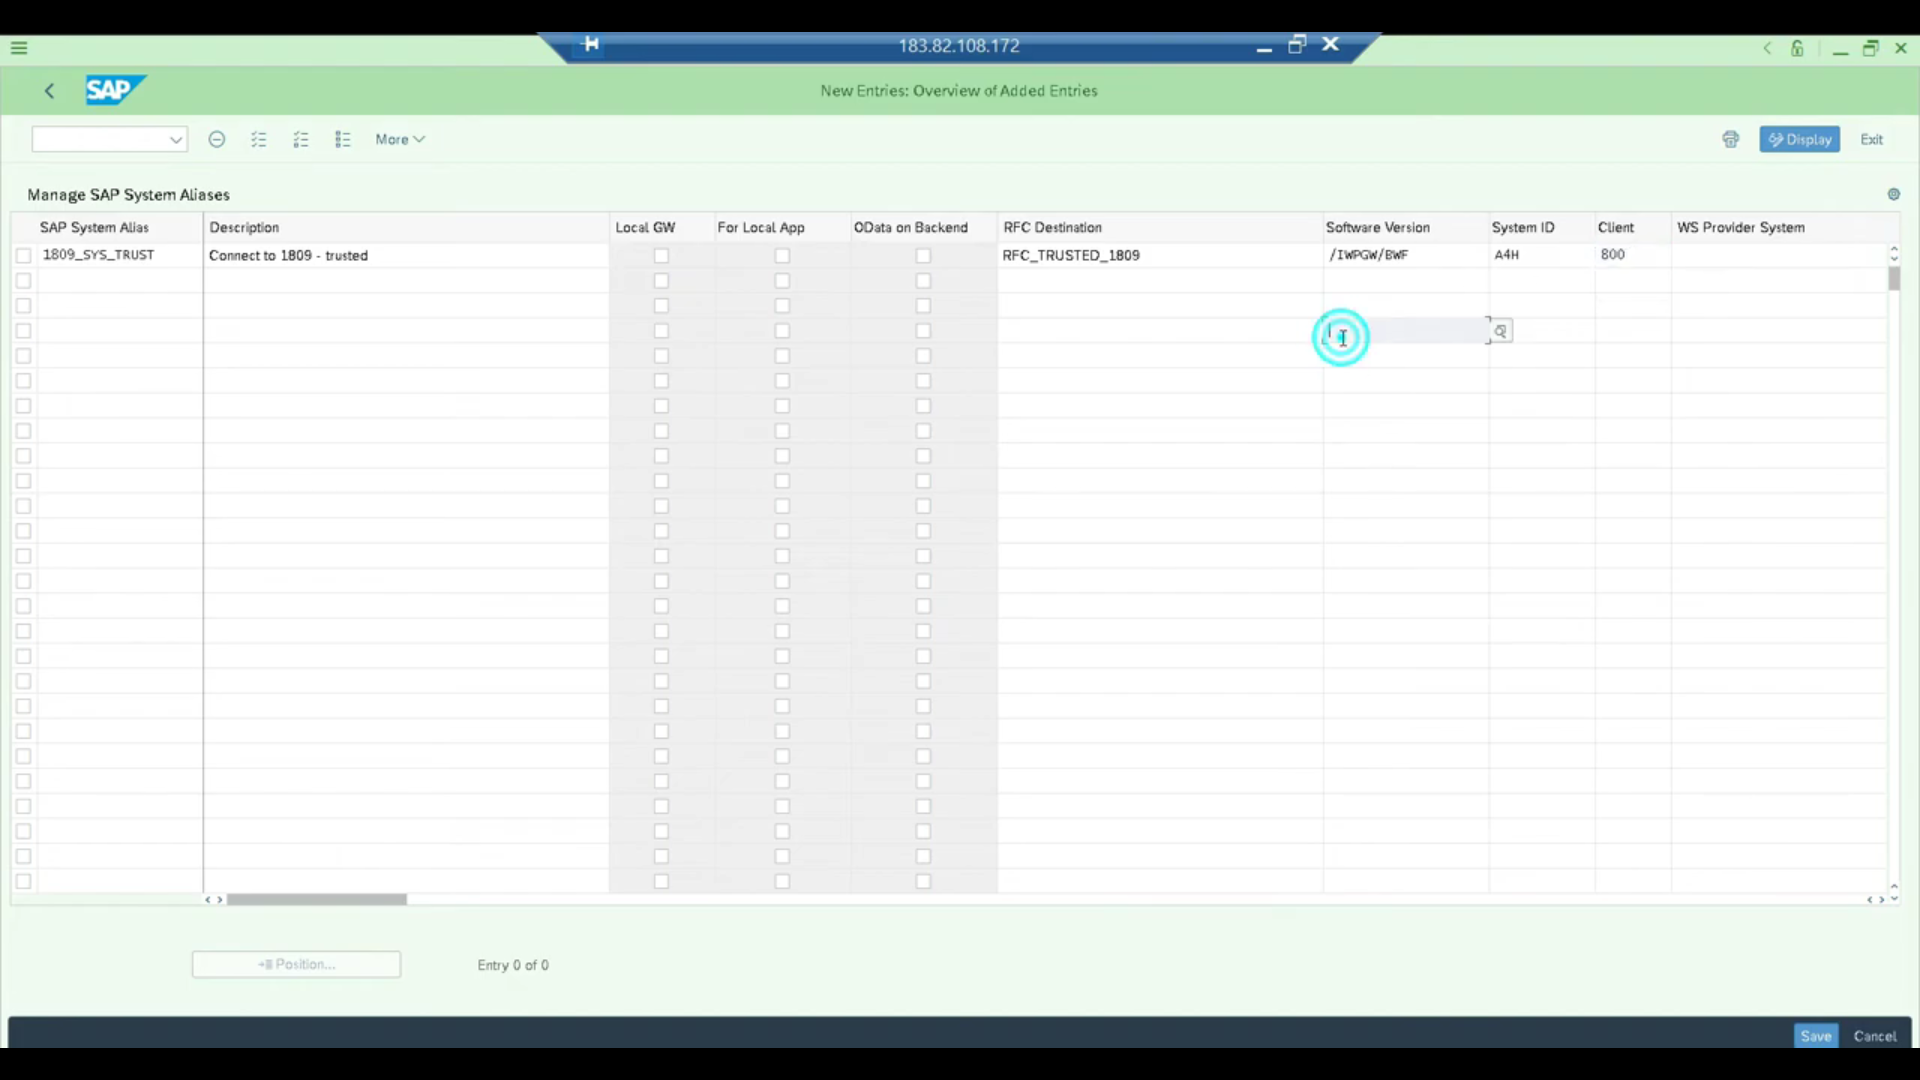 183.82.108.172
SAP
New Entries: Overview of Added Entries
More
Display
Exit
Manage SAP System Aliases
SAP System Alias Description Local GW For Local App OData on Backend RFC Destination Software Version System ID Client WS Provider System
1809_SYS_TRUST Connect to 1809 - trusted RFC_TRUSTED_1809 /IWPGW/BWF A4H 800
Position...
Entry 0 of 0
Save Cancel